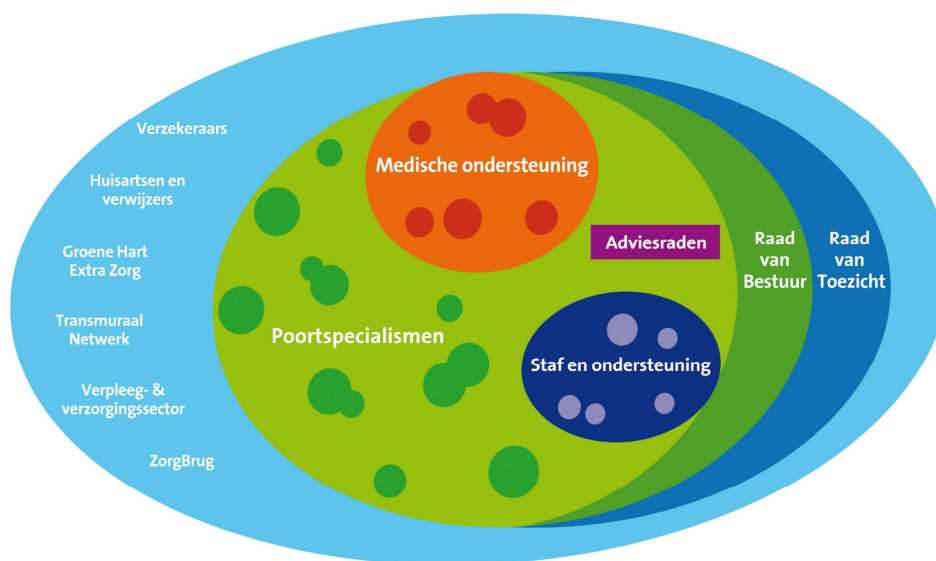 Verzekeraars
Huisartsen en
verwijzers
Groene Hart
Extra Zorg
Transmuraal
Netwerk
Verpleeg- &
verzorgingssector
ZorgBrug
Medische ondersteuning
Poortspecialismen
Adviesraden
Staf en ondersteuning
Raad
van
Bestuur
Raad
van
Toezicht